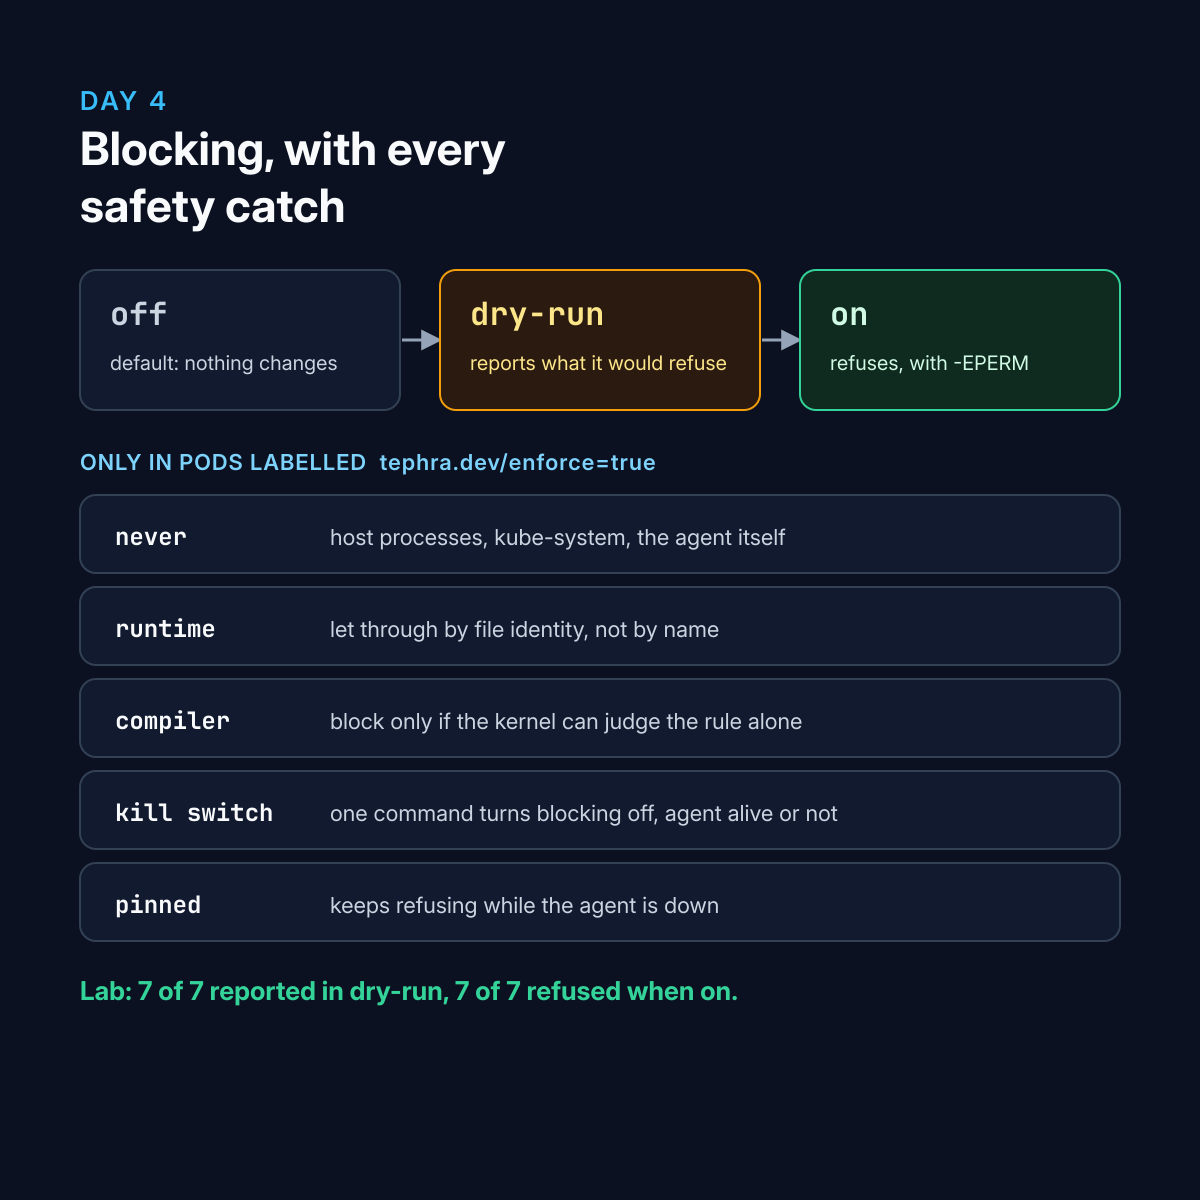 DAY 4
Blocking, with every
safety catch
off
default: nothing changes
dry-run
reports what it would refuse
on
refuses, with -EPERM
ONLY IN PODS LABELLED tephra.dev/enforce=true
never
host processes, kube-system, the agent itself
runtime
let through by file identity, not by name
compiler
block only if the kernel can judge the rule alone
kill switch
one command turns blocking off, agent alive or not
pinned
keeps refusing while the agent is down
Lab: 7 of 7 reported in dry-run, 7 of 7 refused when on.